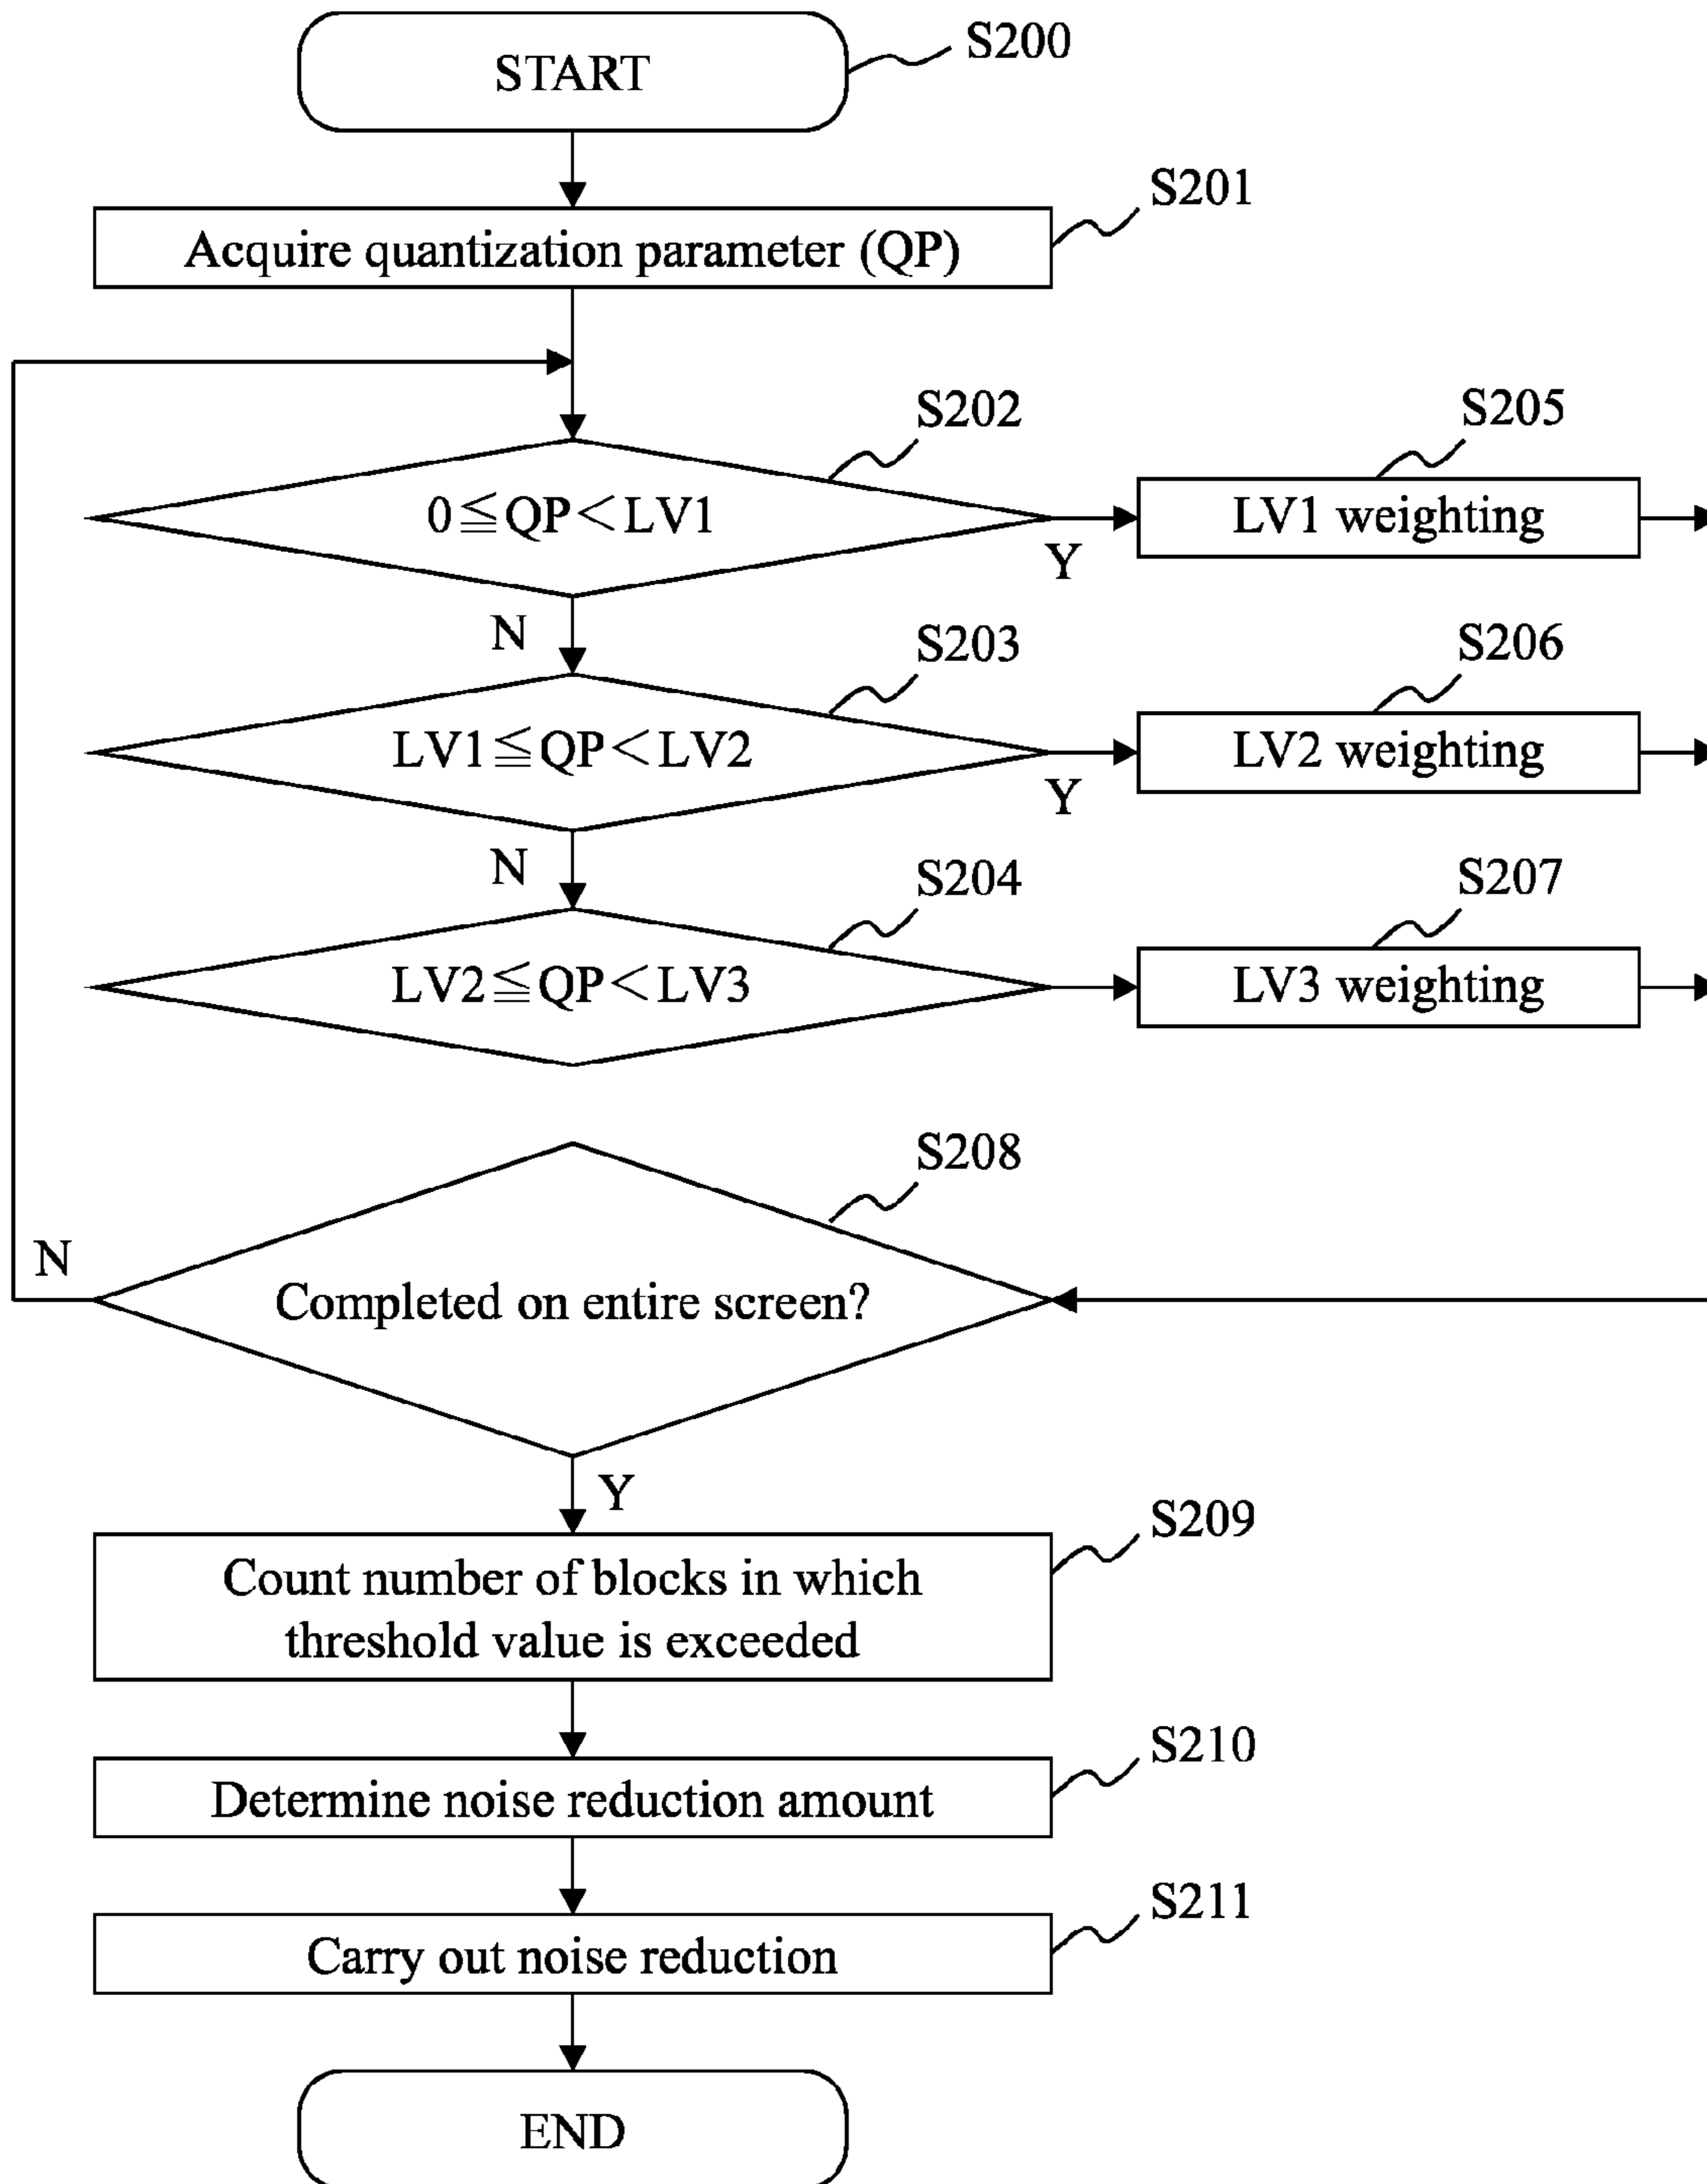 START
S200
S201
Acquire quantization parameter (QP)
S202
S205
0≦QP<LV1
LV1 weighting
Y
N
S203
S206
LV1≦QP<LV2
LV2 weighting
Y
N
S204
S207
LV2≦QP<LV3
LV3 weighting
S208
N
Completed on entire screen?
Y
S209
Count number of blocks in which
threshold value is exceeded
S210
Determine noise reduction amount
S211
Carry out noise reduction
END